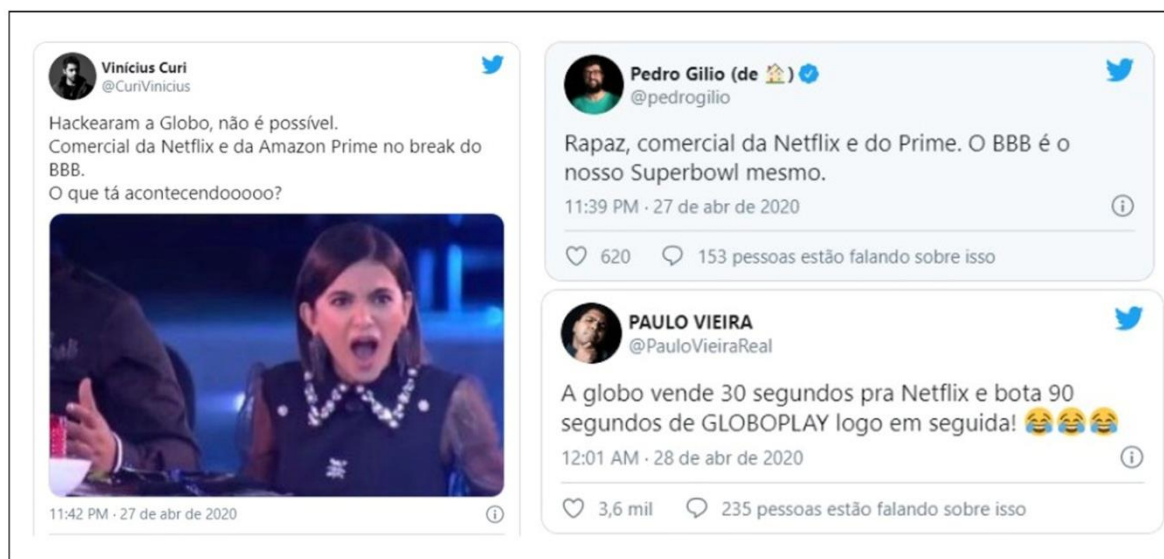 Vinícius Curi
@CuriVinicius
Hackearam a Globo, não é possível.
Comercial da Netflix e da Amazon Prime no break do
BBB.
O que tá acontecendooooo?
11:42 PM · 27 de abr de 2020
Pedro Gilio (de 🏠)
@pedrogilio
Rapaz, comercial da Netflix e do Prime. O BBB é o
nosso Superbowl mesmo.
11:39 PM · 27 de abr de 2020
620 153 pessoas estão falando sobre isso
PAULO VIEIRA
@PauloVieiraReal
A globo vende 30 segundos pra Netflix e bota 90
segundos de GLOBOPLAY logo em seguida! 😂😂😂
12:01 AM · 28 de abr de 2020
3,6 mil 235 pessoas estão falando sobre isso